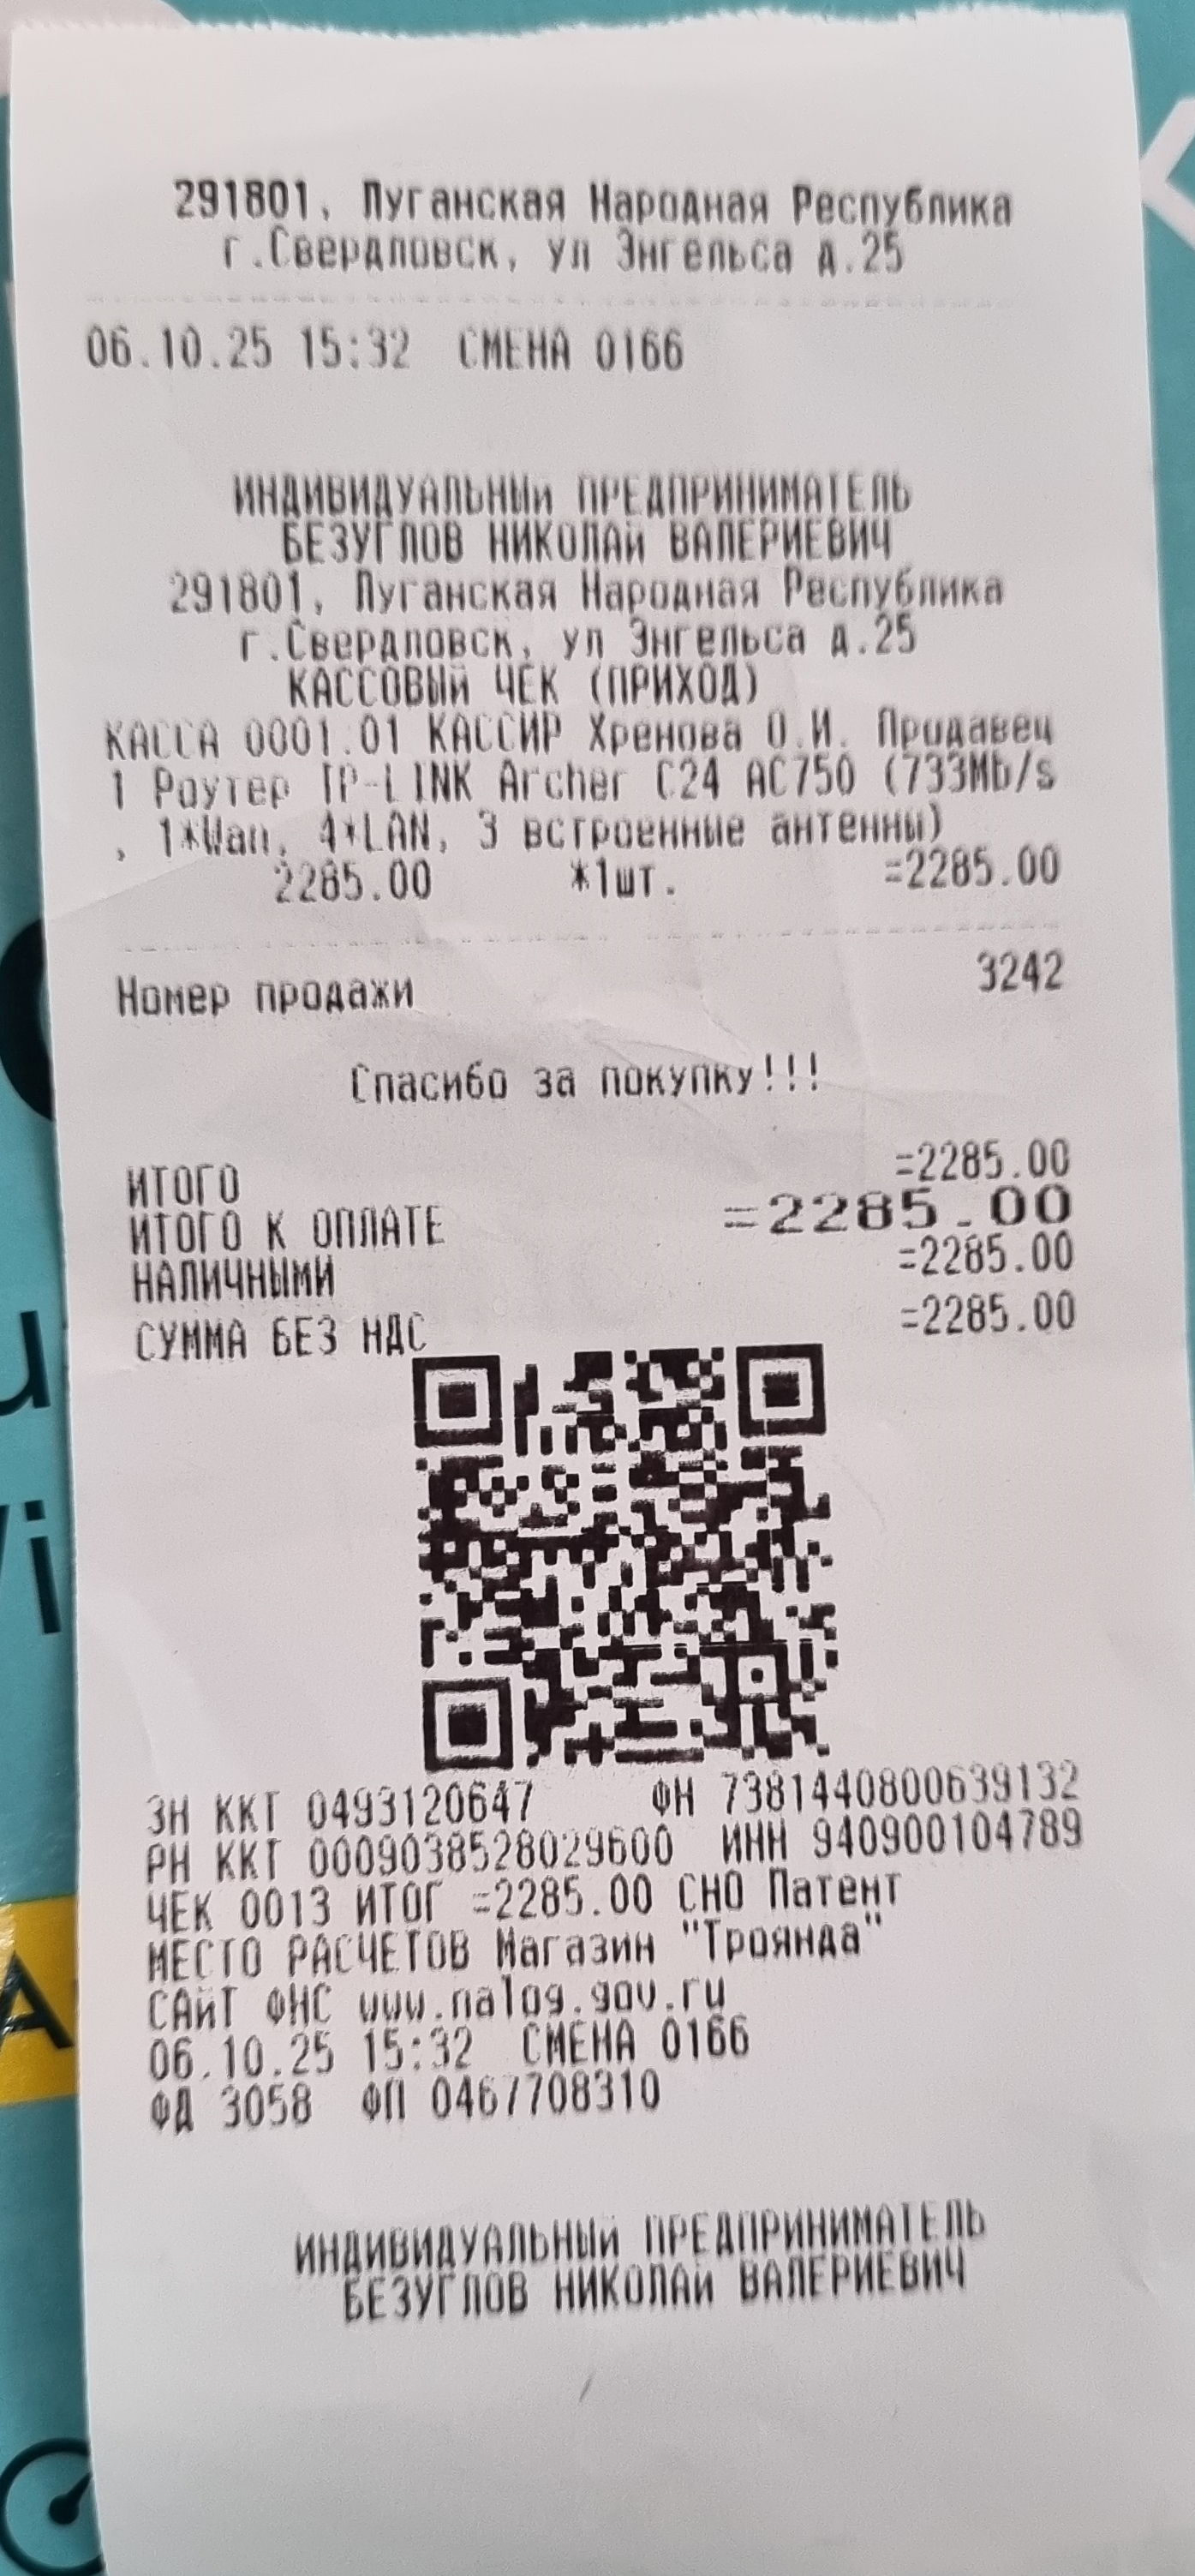 291801, Луганская Народная Республика
г.Свердловск, ул Энгельса д.25
06.10.25 15:32 СМЕНА 0166
ИНДИВИДУАЛЬНЫй ПРЕДПРИНИМАТЕЛЬ
БЕЗУГЛОВ НИКОЛАй ВАЛЕРИЕВИЧ
291801, Луганская Народная Республика
г.Свердловск, ул Энгельса д.25
КАССОВЫй ЧЕК (ПРИХОД)
КАССА 0001.01 КАССИР Хренова О.И. Продавец
1 Роутер TP-LINK Archer C24 AC750 (733Mb/s
, 1*Wan, 4*LAN, 3 встроенные антенны)
2285.00 *1шт. =2285.00
Номер продажи 3242
Спасибо за покупку!!!
ИТОГО =2285.00
ИТОГО К ОПЛАТЕ =2285.00
НАЛИЧНЫМИ =2285.00
СУММА БЕЗ НДС =2285.00
ЗН ККТ 0493120647 ФН 7381440800639132
РН ККТ 0009038528029600 ИНН 940900104789
ЧЕК 0013 ИТОГ =2285.00 СНО Патент
МЕСТО РАСЧЕТОВ Магазин "Троянда"
САйТ ФНС www.nalog.gov.ru
06.10.25 15:32 СМЕНА 0166
ФД 3058 ФП 0467708310
ИНДИВИДУАЛЬНЫй ПРЕДПРИНИМАТЕЛЬ
БЕЗУГЛОВ НИКОЛАй ВАЛЕРИЕВИЧ